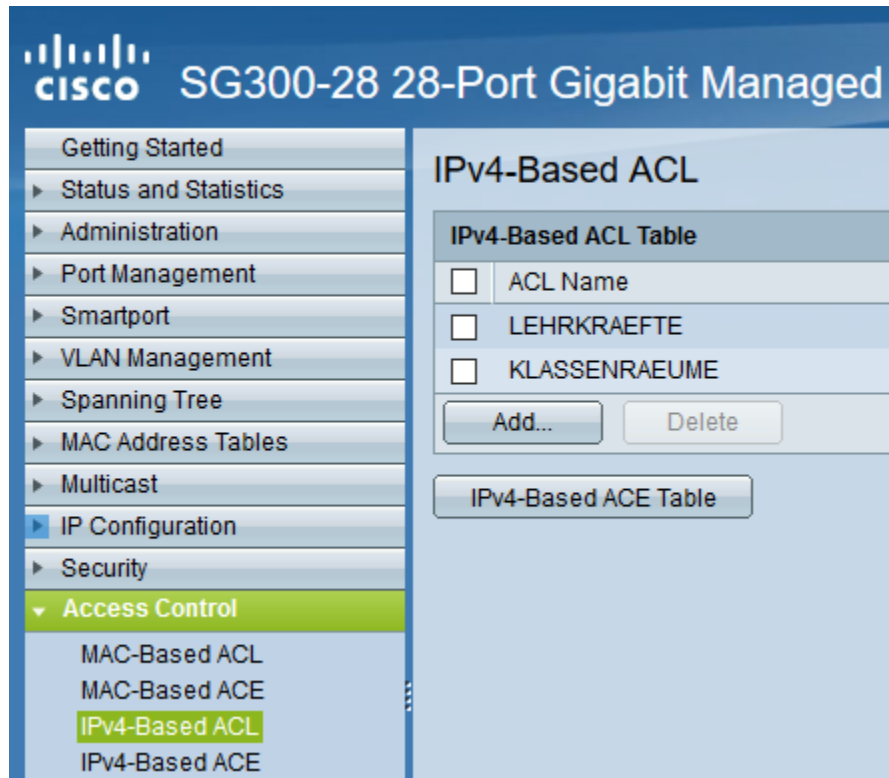 CISCO SG300-28 28-Port Gigabit Managed
Getting Started
Status and Statistics
Administration
Port Management
Smartport
VLAN Management
Spanning Tree
MAC Address Tables
Multicast
IP Configuration
Security
Access Control
MAC-Based ACL
MAC-Based ACE
IPv4-Based ACL
IPv4-Based ACE
IPv4-Based ACL
IPv4-Based ACL Table
ACL Name
LEHRKRAEFTE
KLASSENRAEUME
Add... Delete
IPv4-Based ACE Table